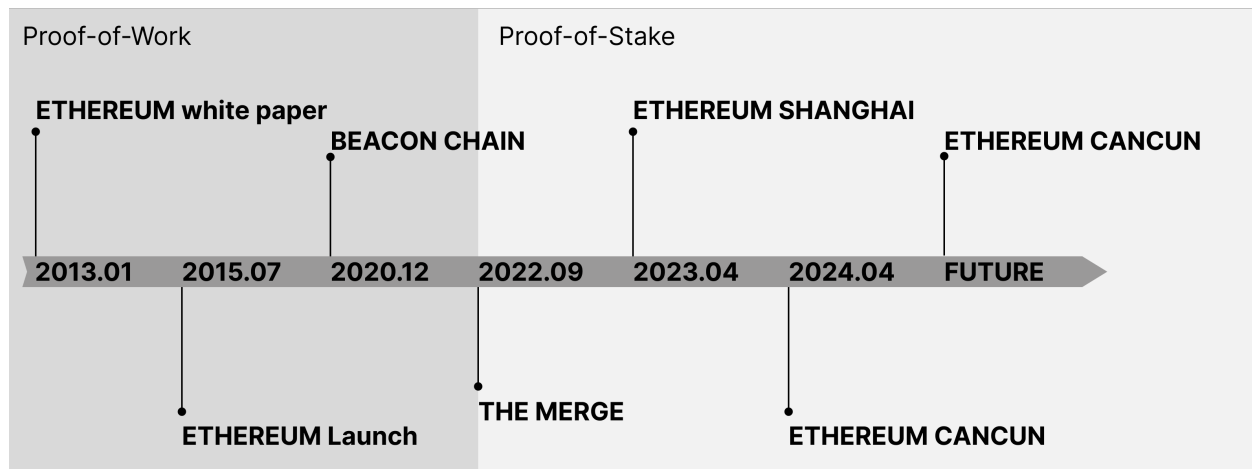 Proof-of-Work
Proof-of-Stake
ETHEREUM white paper
ETHEREUM SHANGHAI
BEACON CHAIN
ETHEREUM CANCUN
2013.01
2015.07
2020.12
2022.09
2023.04
2024.04
FUTURE
THE MERGE
ETHEREUM Launch
ETHEREUM CANCUN